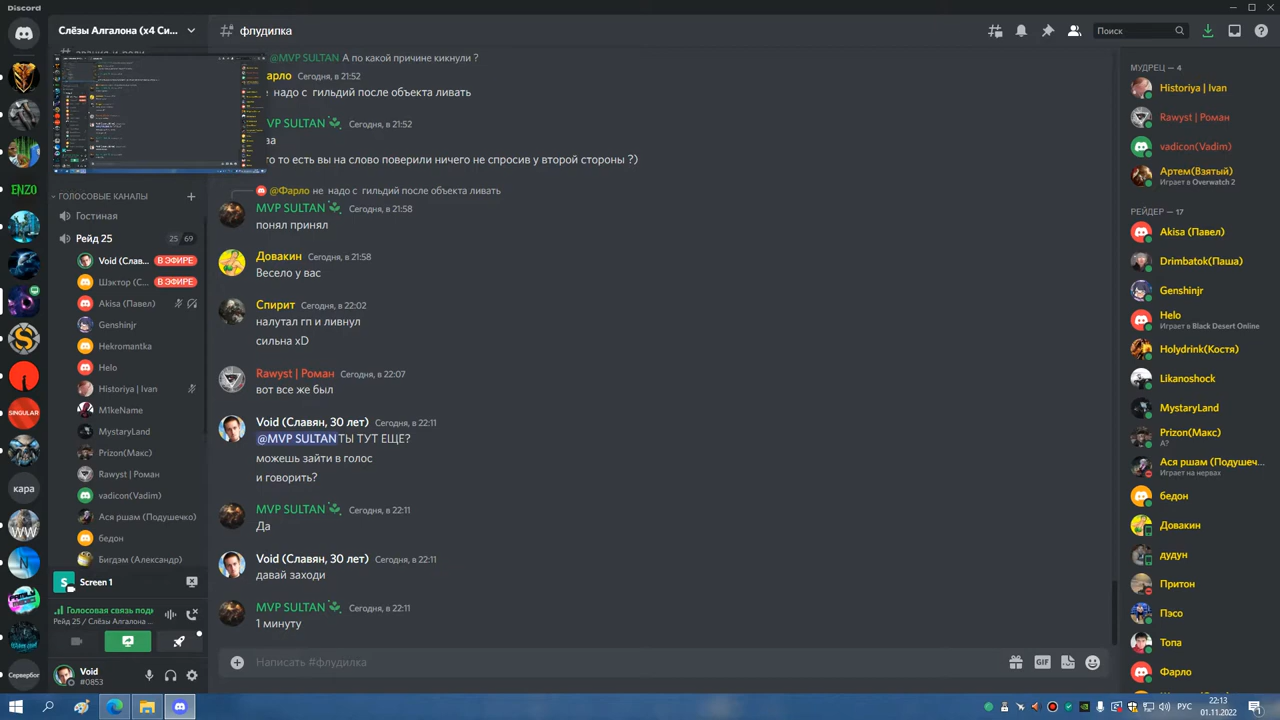 Discord
Слёзы Алгалона (x4 Си...
флудилка
Поиск
@MVP SULTAN А по какой причине кикнули ?
арло Сегодня, в 21:52
надо с гильдий после объекта ливать
VP SULTAN Сегодня, в 21:52
за
то есть вы на слово поверили ничего не спросив у второй стороны ?)
@Фарло не надо с гильдий после объекта ливать
MVP SULTAN Сегодня, в 21:58
понял принял
Довакин Сегодня, в 21:58
Весело у вас
Спирит Сегодня, в 22:02
налутал гп и ливнул
сильна xD
Rawyst | Роман Сегодня, в 22:07
вот все же был
Void (Славян, 30 лет) Сегодня, в 22:11
@MVP SULTAN ТЫ ТУТ ЕЩЕ?
можешь зайти в голос
и говорить?
MVP SULTAN Сегодня, в 22:11
Да
Void (Славян, 30 лет) Сегодня, в 22:11
давай заходи
MVP SULTAN Сегодня, в 22:11
1 минуту
Написать #флудилка
GIF
ENZO
SINGULAR
кара
WW
Сервербог
ГОЛОСОВЫЕ КАНАЛЫ
Гостиная
Рейд 25 25 69
Void (Слав... В ЭФИРЕ
Шэктор (С... В ЭФИРЕ
Akisa (Павел)
Genshinjr
Hekromantka
Helo
Historiya | Ivan
M1keName
MystaryLand
Prizon(Макс)
Rawyst | Роман
vadicon(Vadim)
Ася ршам (Подушечко)
бедон
Бигдэм (Александр)
S Screen 1
Голосовая связь подк
Рейд 25 / Слёзы Алгалона
Void
#0853
МУДРЕЦ — 4
Historiya | Ivan
Rawyst | Роман
vadicon(Vadim)
Артем(Взятый)
Играет в Overwatch 2
РЕЙДЕР — 17
Akisa (Павел)
Drimbatok(Паша)
Genshinjr
Helo
Играет в Black Desert Online
Holydrink(Костя)
Likanoshock
MystaryLand
Prizon(Макс)
А?
Ася ршам (Подушеч...
Играет на нервах
бедон
Довакин
дудун
Притон
Пэсо
Топа
Фарло
РУС
22:13
01.11.2022